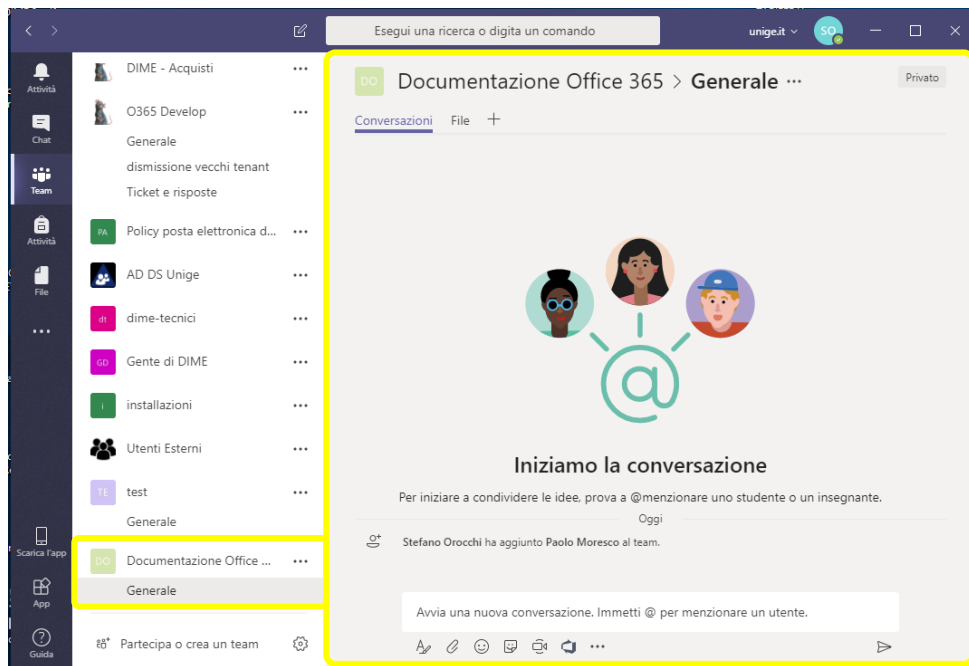 Esegui una ricerca o digita un comando
unige.it
SO
Attività
Chat
Team
Attività
File
Scarica l'app
App
Guida
DIME - Acquisti
O365 Develop
Generale
dismissione vecchi tenant
Ticket e risposte
PA Policy posta elettronica d...
AD DS Unige
dt dime-tecnici
GD Gente di DIME
i installazioni
Utenti Esterni
TE test
Generale
DO Documentazione Office ...
Generale
Partecipa o crea un team
DO Documentazione Office 365 > Generale ...
Privato
Conversazioni File +
@
Iniziamo la conversazione
Per iniziare a condividere le idee, prova a @menzionare uno studente o un insegnante.
Oggi
Stefano Orocchi ha aggiunto Paolo Moresco al team.
Avvia una nuova conversazione. Immetti @ per menzionare un utente.